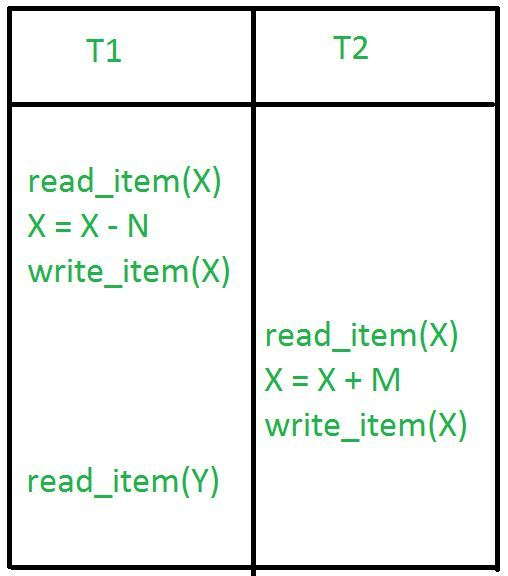 T1
T2
read_item(X)
X = X - N
write_item(X)
read_item(X)
X = X + M
write_item(X)
read_item(Y)